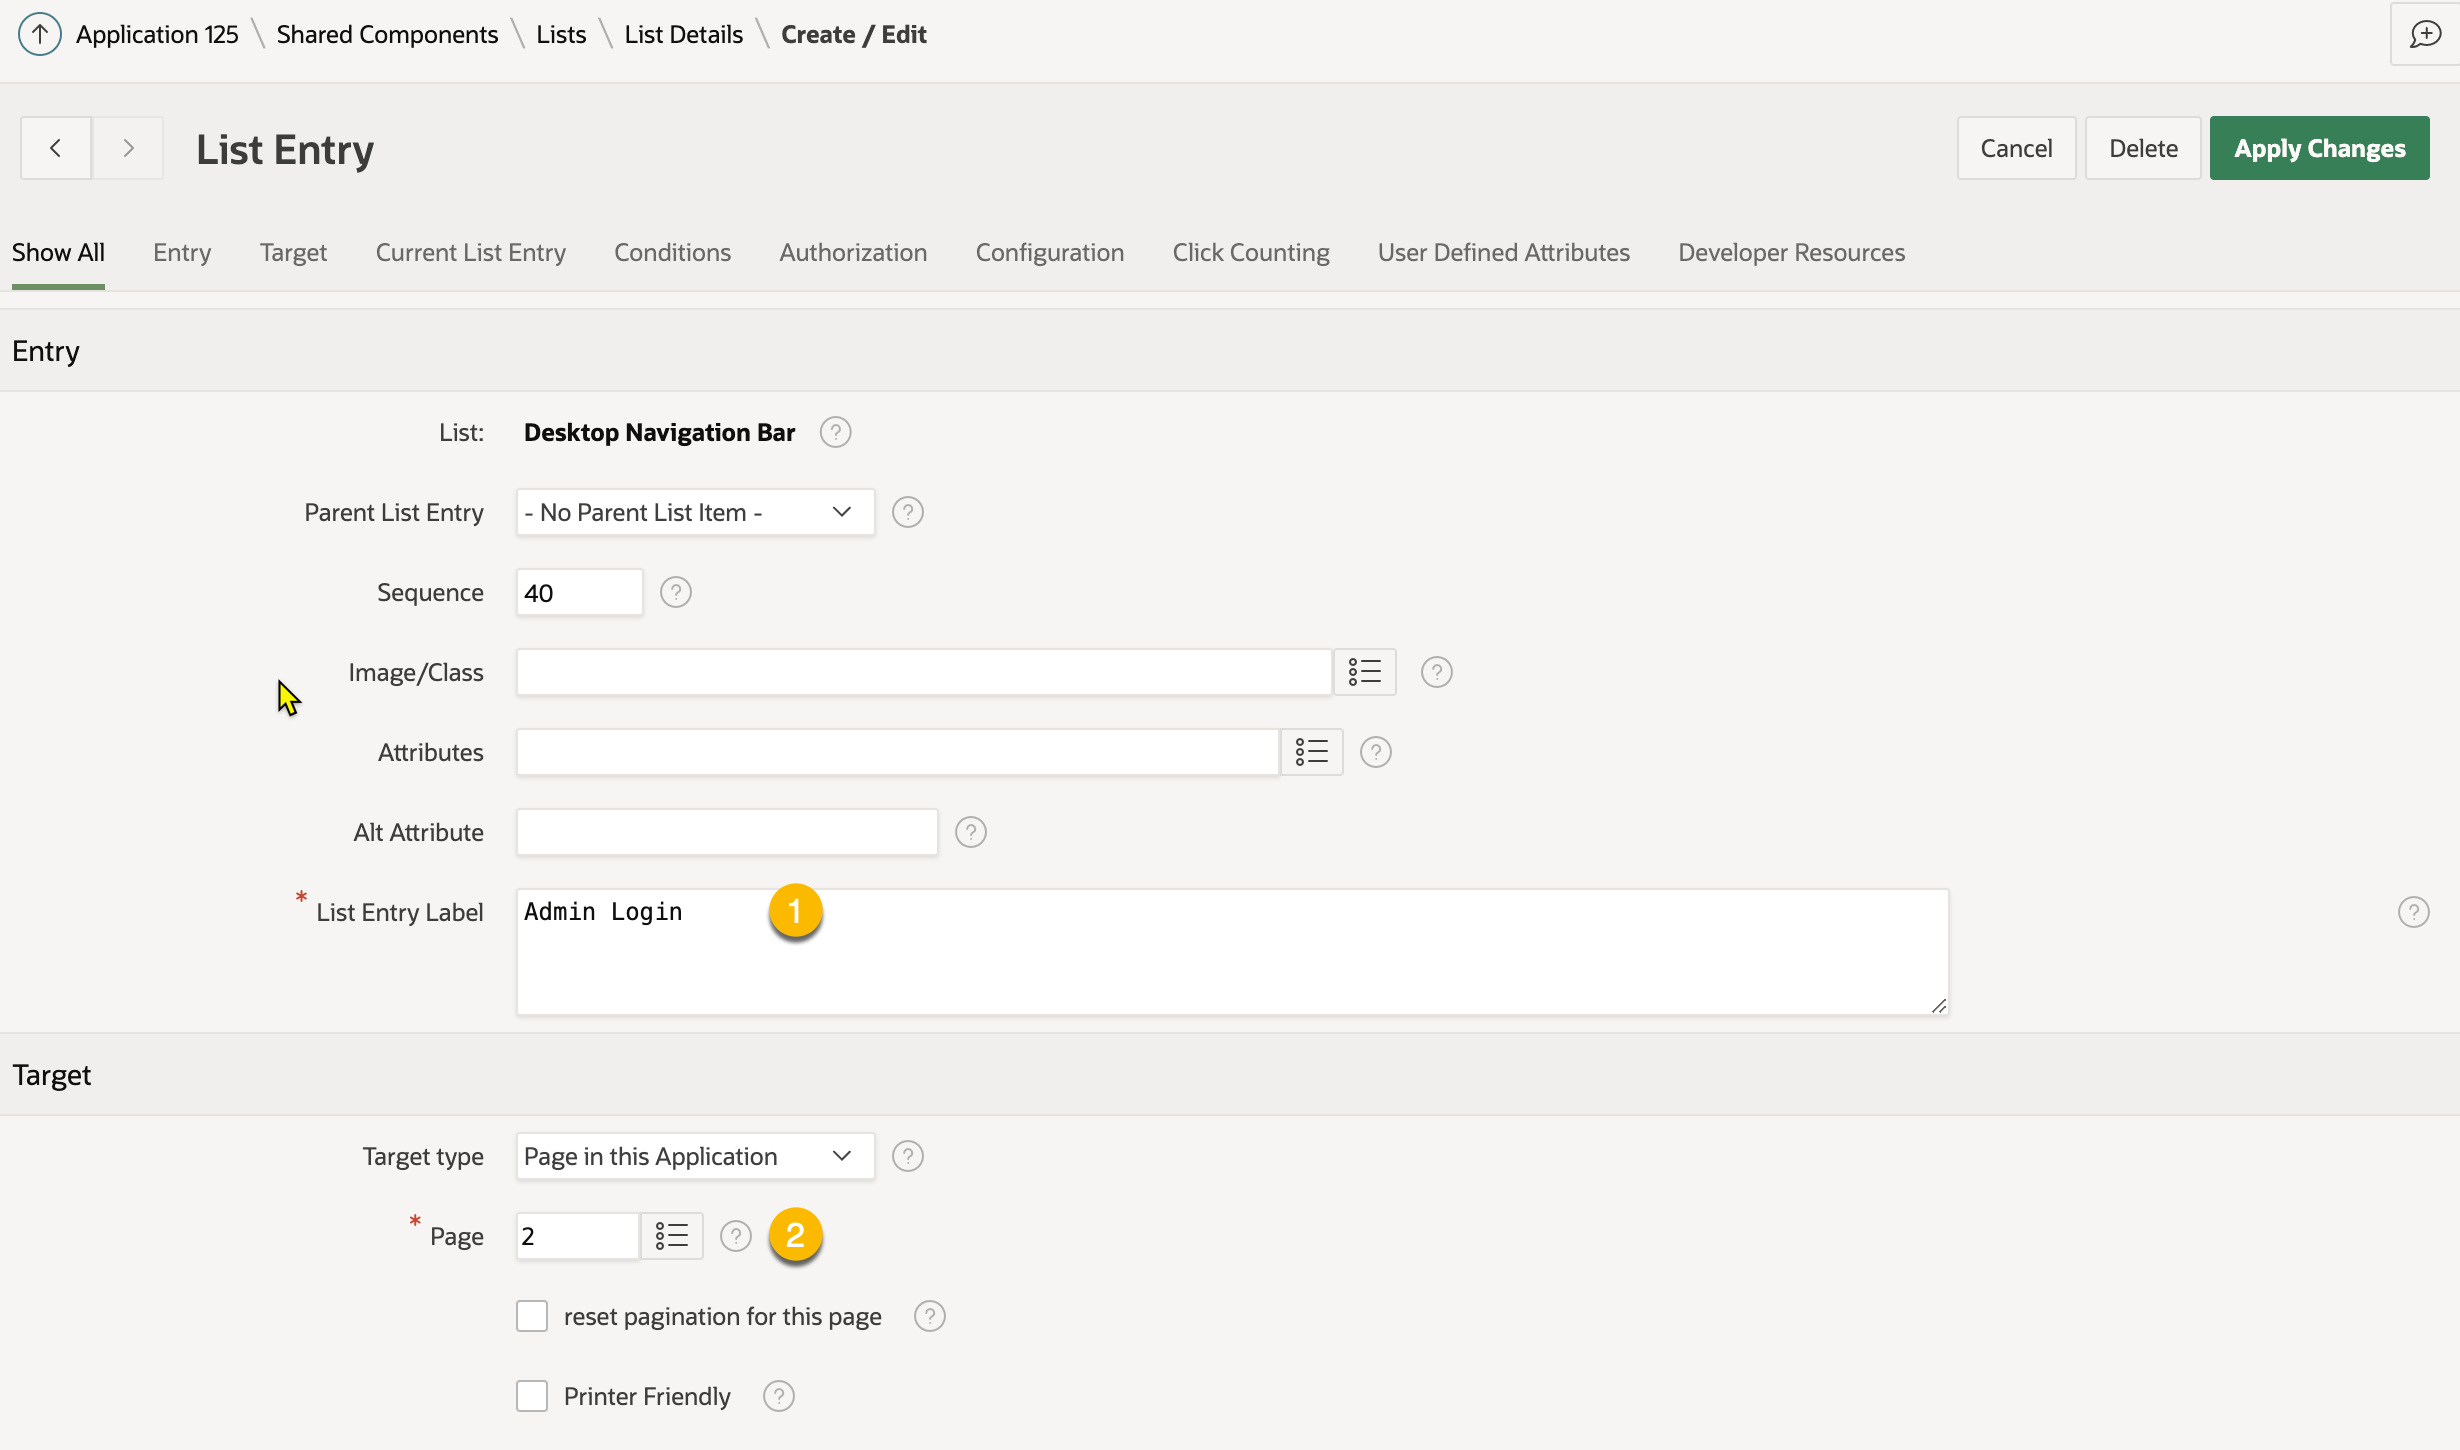 Application 125 \ Shared Components \ Lists \ List Details \ Create / Edit
List Entry
Cancel Delete Apply Changes
Show All Entry Target Current List Entry Conditions Authorization Configuration Click Counting User Defined Attributes Developer Resources
Entry
List: Desktop Navigation Bar ?
Parent List Entry - No Parent List Item - ?
Sequence 40 ?
Image/Class ?
Attributes ?
Alt Attribute ?
* List Entry Label Admin Login 1 ?
Target
Target type Page in this Application ?
* Page 2 ? 2
reset pagination for this page ?
Printer Friendly ?